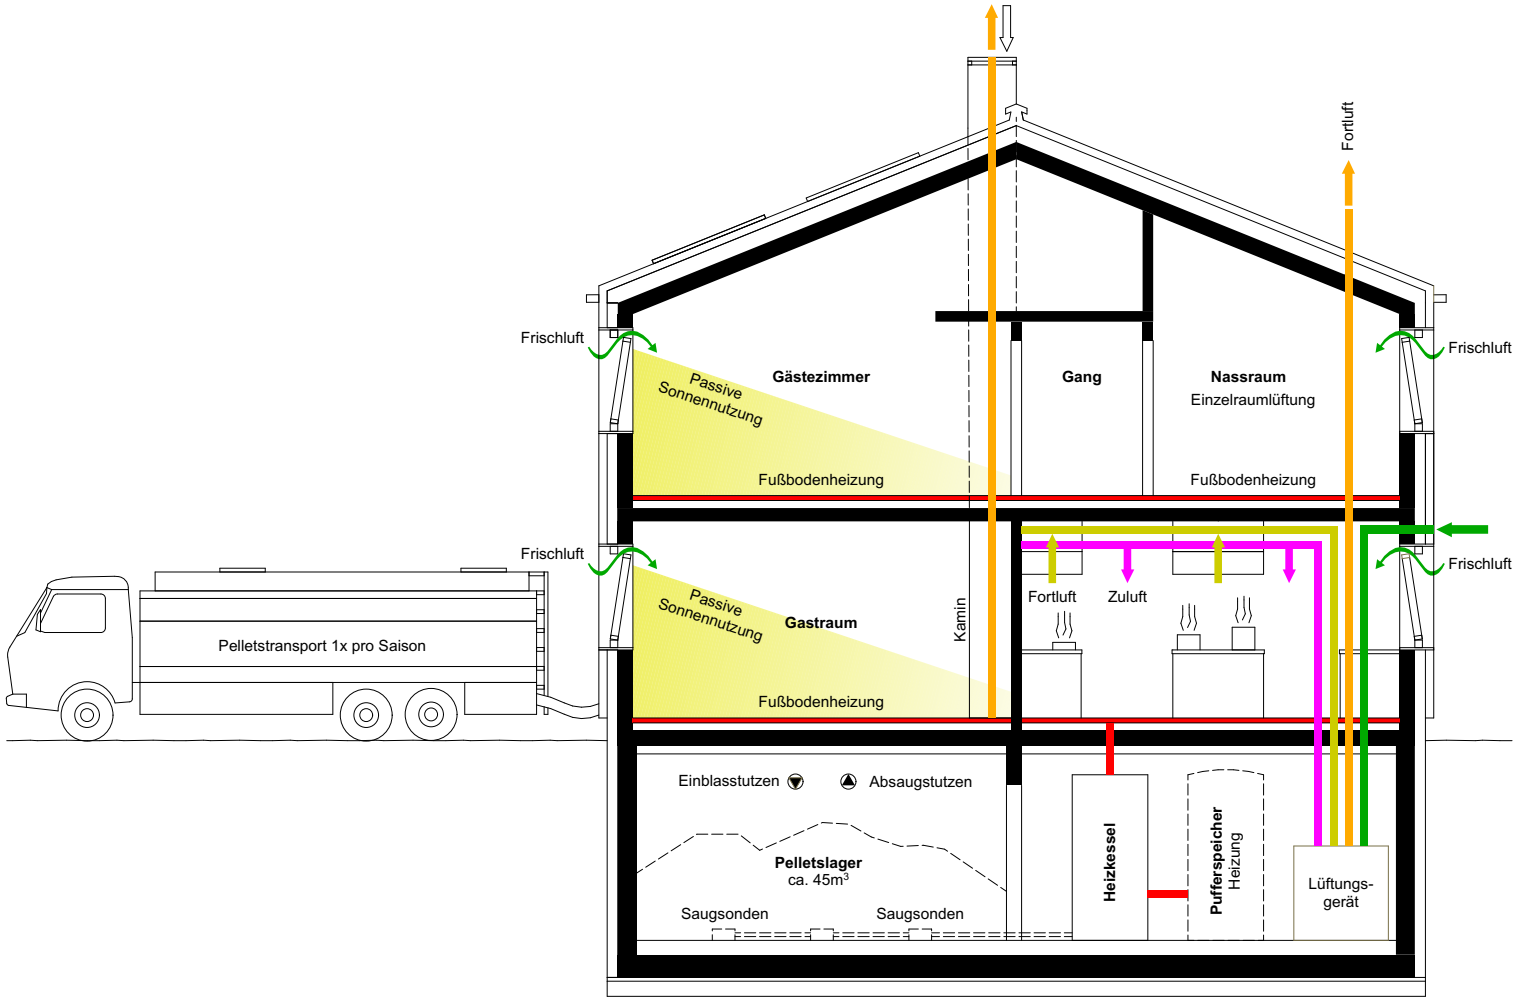 Fortluft
Frischluft
Gästezimmer
Gang
Nassraum
Einzelraumlüftung
Frischluft
Passive
Sonnennutzung
Fußbodenheizung
Fußbodenheizung
Frischluft
Frischluft
Passive
Sonnennutzung
Gastraum
Kamin
Fortluft
Zuluft
Pelletstransport 1x pro Saison
Fußbodenheizung
Einblasstutzen
Absaugstutzen
Pelletslager
ca. 45m³
Heizkessel
Pufferspeicher
Heizung
Lüftungs-
gerät
Saugsonden
Saugsonden